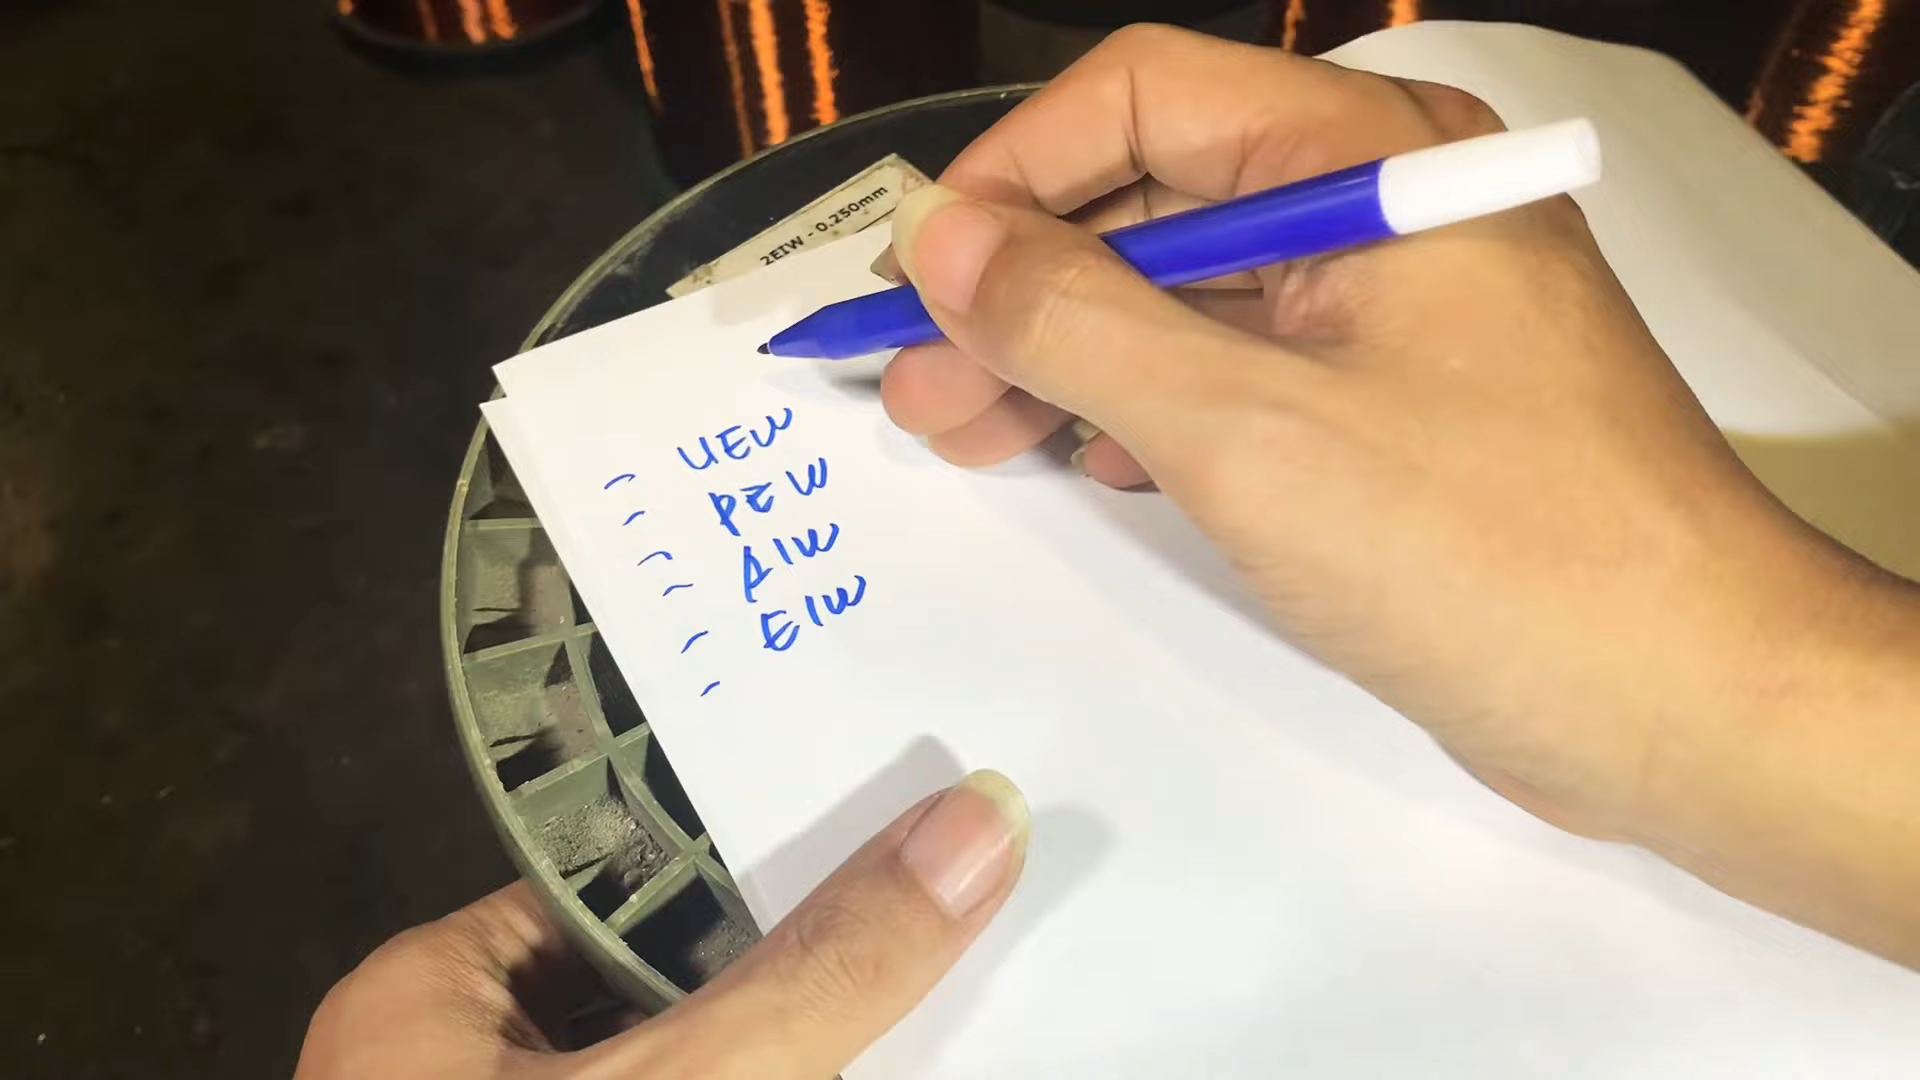 2EIW - 0.250mm
- UEW
- PEW
- AIW
- EIW
-
-